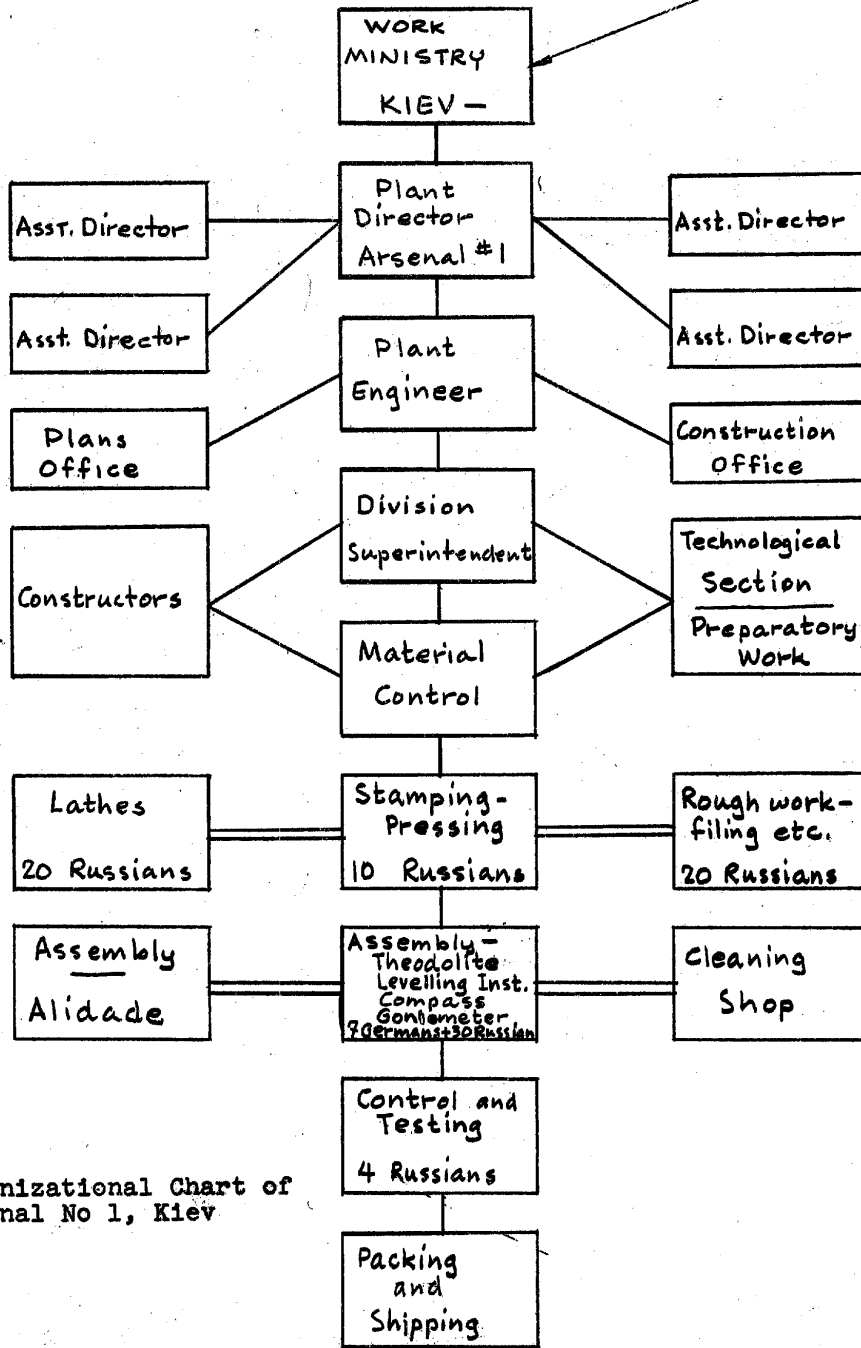 WORK
MINISTRY
KIEV —
Plant
Director
Arsenal #1
Asst. Director
Asst. Director
Asst. Director
Asst. Director
Plant
Engineer
Plans
Office
Construction
Office
Division
Superintendent
Constructors
Technological
Section
Preparatory
Work
Material
Control
Lathes
20 Russians
Stamping-
Pressing
10 Russians
Rough work-
filing etc.
20 Russians
Assembly
Alidade
Assembly-
Theodolite
Levelling Inst.
Compass
Goniometer
Germans+30Russian
Cleaning
Shop
Control and
Testing
4 Russians
nizational Chart of
nal No 1, Kiev
Packing
and
Shipping